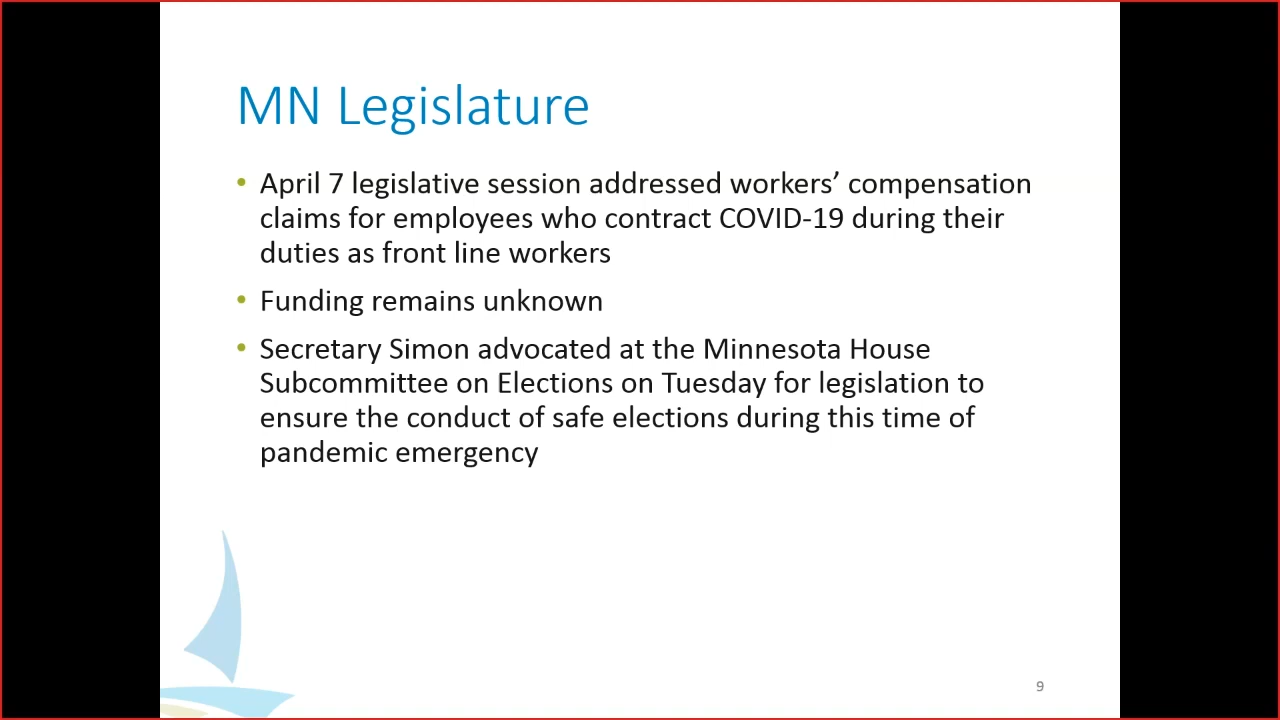 MN Legislature
• April 7 legislative session addressed workers’ compensation
claims for employees who contract COVID-19 during their
duties as front line workers
• Funding remains unknown
• Secretary Simon advocated at the Minnesota House
Subcommittee on Elections on Tuesday for legislation to
ensure the conduct of safe elections during this time of
pandemic emergency
9